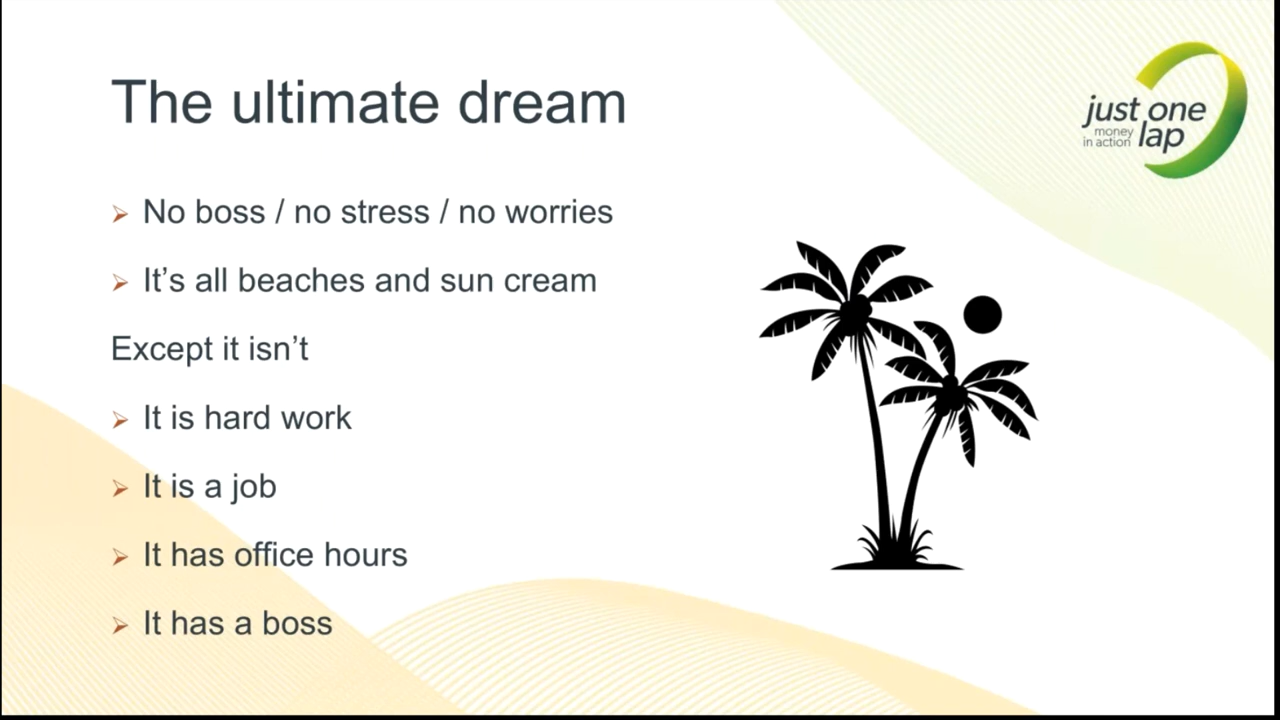 The ultimate dream
No boss / no stress / no worries
It's all beaches and sun cream
Except it isn't
It is hard work
It is a job
It has office hours
It has a boss
just one
money
in action lap